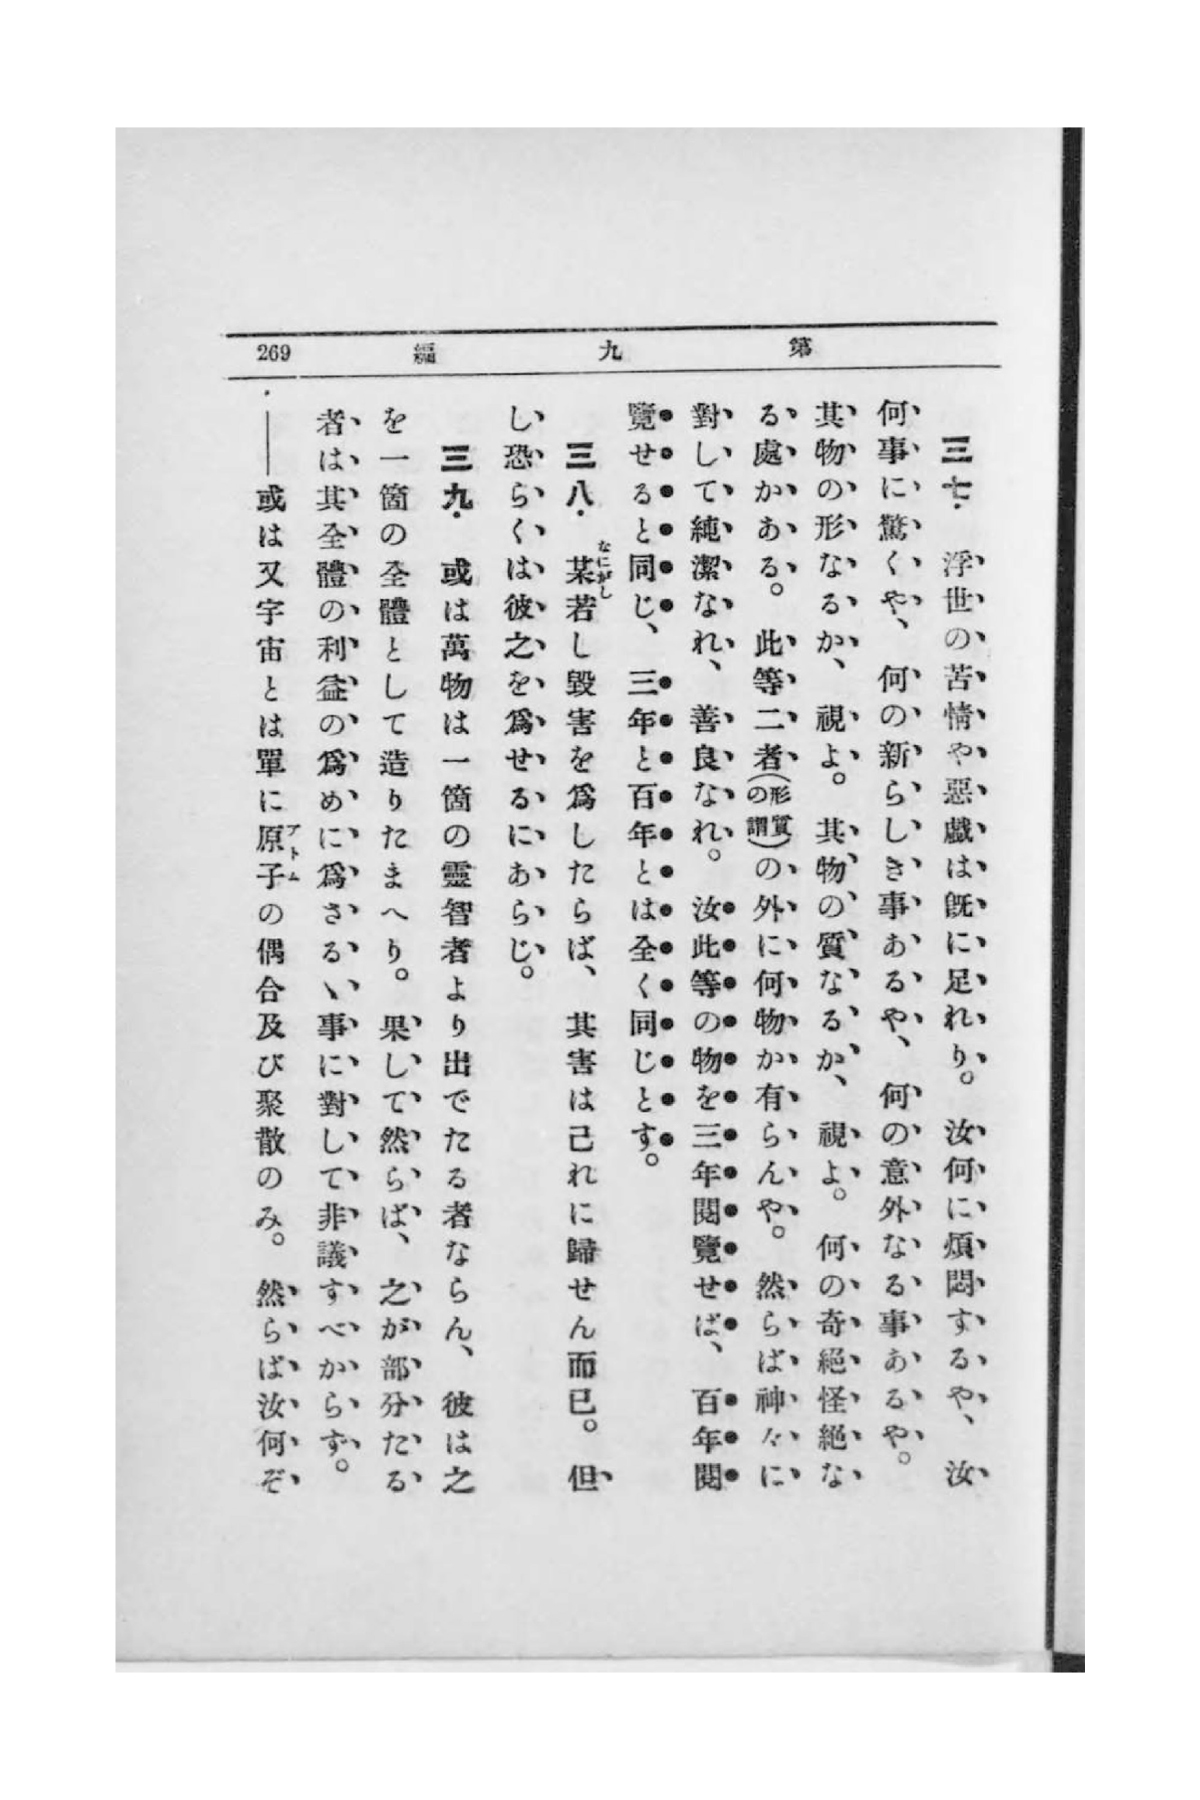 第九編
269
三七. 浮世の苦情や惡戲は既に足れり。汝何に煩悶するや、汝
何事に驚くや、何の新らしき事あるや、何の意外なる事あるや。
其物の形なるか、視よ。其物の質なるか、視よ。何の奇絕怪絕な
る處かある。此等二者(形質の謂)の外に何物か有らんや。然らば神々に
對して純潔なれ、善良なれ。汝此等の物を三年閱覽せば、百年閱
覽せると同じ、三年と百年とは全く同じとす。
三八. 某若し毀害を爲したらば、其害は己れに歸せん而已。但
なにがし
し恐らくは彼之を爲せるにあらじ。
三九. 或は萬物は一箇の靈智者より出でたる者ならん、彼は之
を一箇の全體として造りたまへり。果して然らば、之が部分たる
者は其全體の利益の爲めに爲さるゝ事に對して非議すべからず。
——或は又宇宙とは單に原子の偶合及び聚散のみ。然らば汝何ぞ
アトム